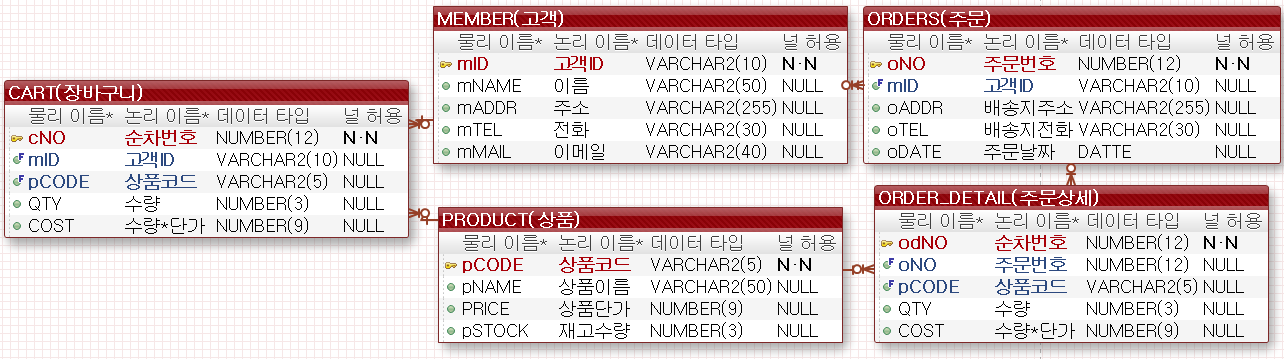 CART(장바구니)
물리 이름* 논리 이름* 데이터 타입 널 허용
cNO 순차번호 NUMBER(12) N·N
mID 고객ID VARCHAR2(10) NULL
pCODE 상품코드 VARCHAR2(5) NULL
QTY 수량 NUMBER(3) NULL
COST 수량*단가 NUMBER(9) NULL
MEMBER(고객)
물리 이름* 논리 이름* 데이터 타입 널 허용
mID 고객ID VARCHAR2(10) N·N
mNAME 이름 VARCHAR2(50) NULL
mADDR 주소 VARCHAR2(255) NULL
mTEL 전화 VARCHAR2(30) NULL
mMAIL 이메일 VARCHAR2(40) NULL
PRODUCT(상품)
물리 이름* 논리 이름* 데이터 타입 널 허용
pCODE 상품코드 VARCHAR2(5) N·N
pNAME 상품이름 VARCHAR2(50) NULL
PRICE 상품단가 NUMBER(9) NULL
pSTOCK 재고수량 NUMBER(3) NULL
ORDERS(주문)
물리 이름* 논리 이름* 데이터 타입 널 허용
oNO 주문번호 NUMBER(12) N·N
mID 고객ID VARCHAR2(10) NULL
oADDR 배송지주소 VARCHAR2(255) NULL
oTEL 배송지전화 VARCHAR2(30) NULL
oDATE 주문날짜 DATTE NULL
ORDER_DETAIL(주문상세)
물리 이름* 논리 이름* 데이터 타입 널 허용
odNO 순차번호 NUMBER(12) N·N
oNO 주문번호 NUMBER(12) NULL
pCODE 상품코드 VARCHAR2(5) NULL
QTY 수량 NUMBER(3) NULL
COST 수량*단가 NUMBER(9) NULL